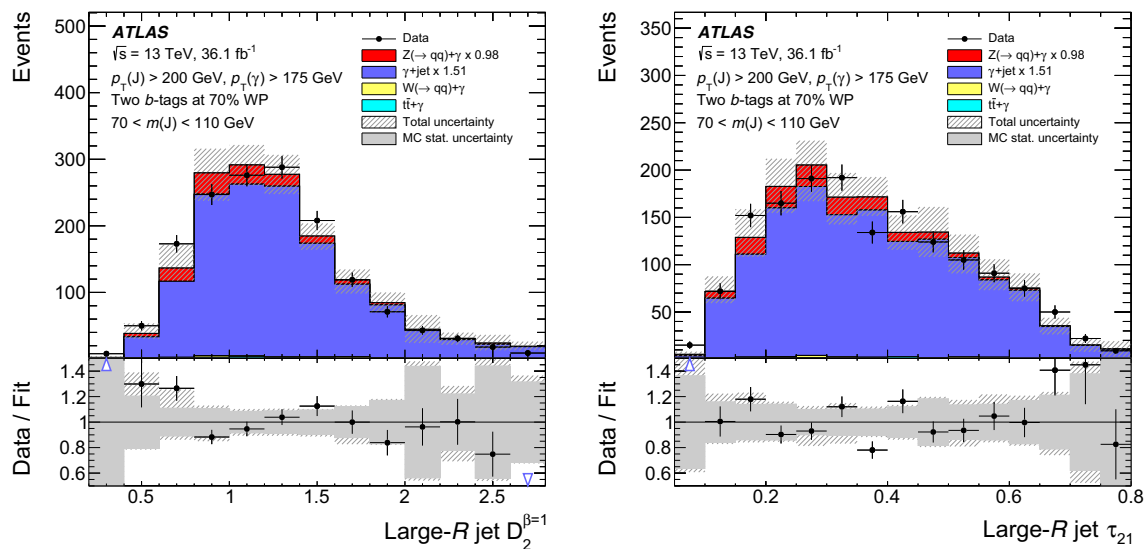 Events
500
400
300
200
100
ATLAS
√s = 13 TeV, 36.1 fb⁻¹
p_T(J) > 200 GeV, p_T(γ) > 175 GeV
Two b-tags at 70% WP
70 < m(J) < 110 GeV
Data
Z(→ qq)+γ x 0.98
γ+jet x 1.51
W(→ qq)+γ
tt̄+γ
Total uncertainty
MC stat. uncertainty
Data / Fit
1.4
1.2
1
0.8
0.6
0.5 1 1.5 2 2.5
Large-R jet D₂^β=1
Events
350
300
250
200
150
100
50
ATLAS
√s = 13 TeV, 36.1 fb⁻¹
p_T(J) > 200 GeV, p_T(γ) > 175 GeV
Two b-tags at 70% WP
70 < m(J) < 110 GeV
Data
Z(→ qq)+γ x 0.98
γ+jet x 1.51
W(→ qq)+γ
tt̄+γ
Total uncertainty
MC stat. uncertainty
Data / Fit
1.4
1.2
1
0.8
0.6
0.2 0.4 0.6 0.8
Large-R jet τ₂₁